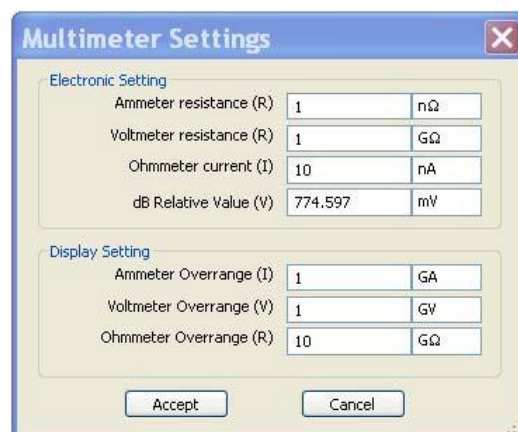 Multimeter Settings
Electronic Setting
Ammeter resistance (R) 1 nΩ
Voltmeter resistance (R) 1 GΩ
Ohmmeter current (I) 10 nA
dB Relative Value (V) 774.597 mV
Display Setting
Ammeter Overrange (I) 1 GA
Voltmeter Overrange (V) 1 GV
Ohmmeter Overrange (R) 10 GΩ
Accept Cancel